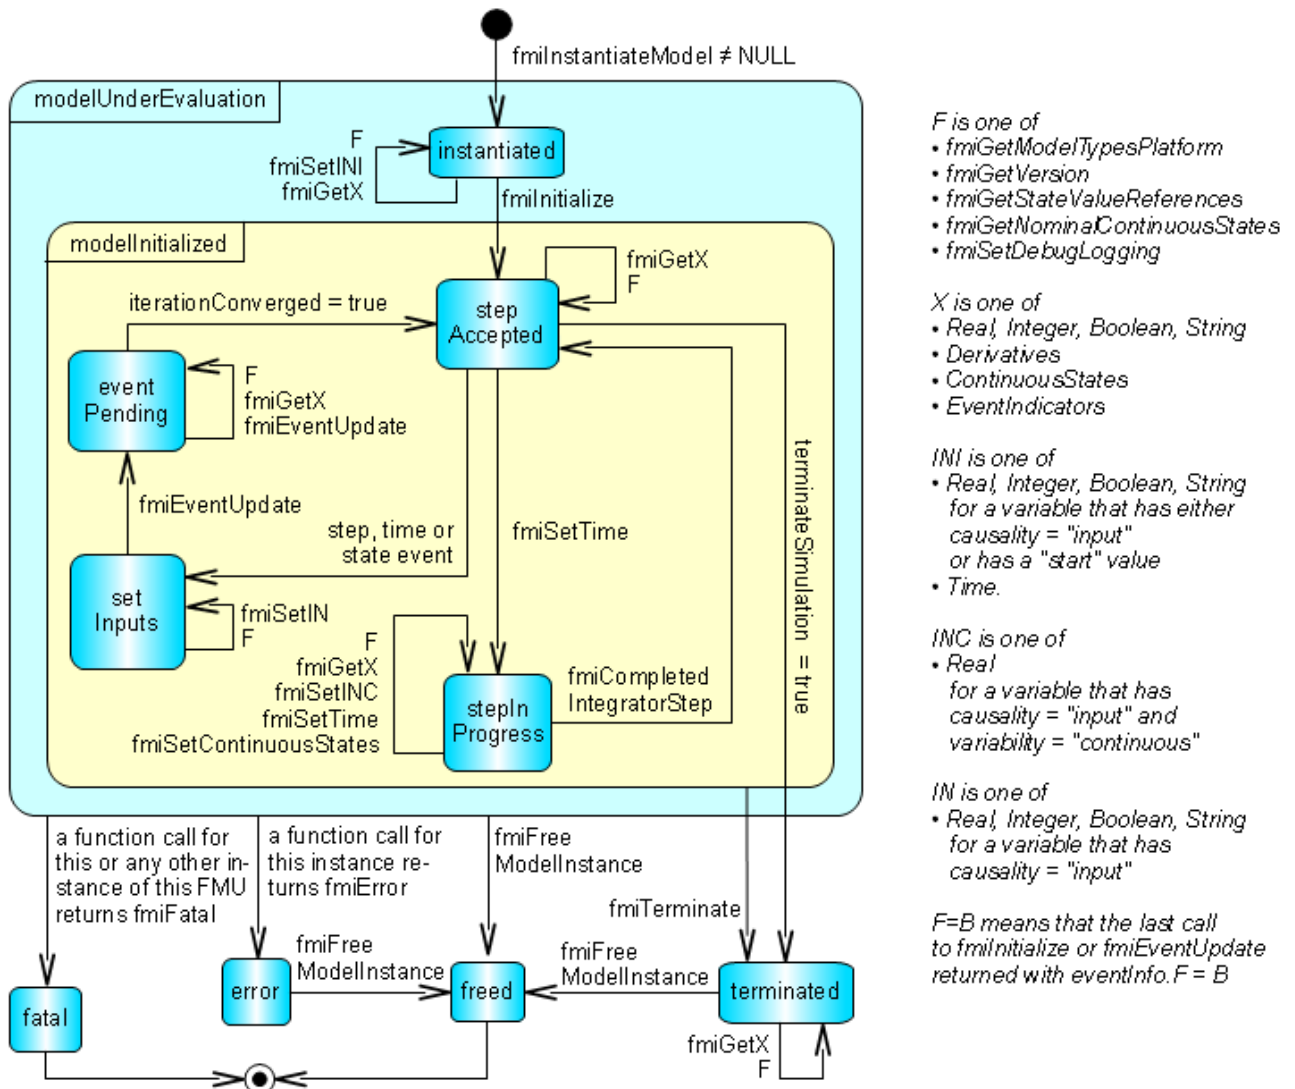 fmiInstantiateModel ≠ NULL
modelUnderEvaluation
F
fmiSetINI
fmiGetX
instantiated
fmiInitialize
modelInitialized
fmiGetX
F
step
Accepted
iterationConverged = true
event
Pending
F
fmiGetX
fmiEventUpdate
fmiEventUpdate
step, time or
state event
fmiSetTime
terminateSimulation = true
set
Inputs
fmiSetIN
F
F
fmiGetX
fmiSetINC
fmiSetTime
fmiSetContinuousStates
stepIn
Progress
fmiCompleted
IntegratorStep
a function call for
this or any other in-
stance of this FMU
returns fmiFatal
a function call for
this instance re-
turns fmiError
fmiFree
ModelInstance
fmiTerminate
fmiFree
ModelInstance
fmiFree
ModelInstance
fatal
error
freed
terminated
fmiGetX
F
F is one of
• fmiGetModelTypesPlatform
• fmiGetVersion
• fmiGetStateValueReferences
• fmiGetNominalContinuousStates
• fmiSetDebugLogging
X is one of
• Real, Integer, Boolean, String
• Derivatives
• ContinuousStates
• EventIndicators
INI is one of
• Real, Integer, Boolean, String
for a variable that has either
causality = "input"
or has a "start" value
• Time.
INC is one of
• Real
for a variable that has
causality = "input" and
variability = "continuous"
IN is one of
• Real, Integer, Boolean, String
for a variable that has
causality = "input"
F=B means that the last call
to fmiInitialize or fmiEventUpdate
returned with eventInfo.F = B